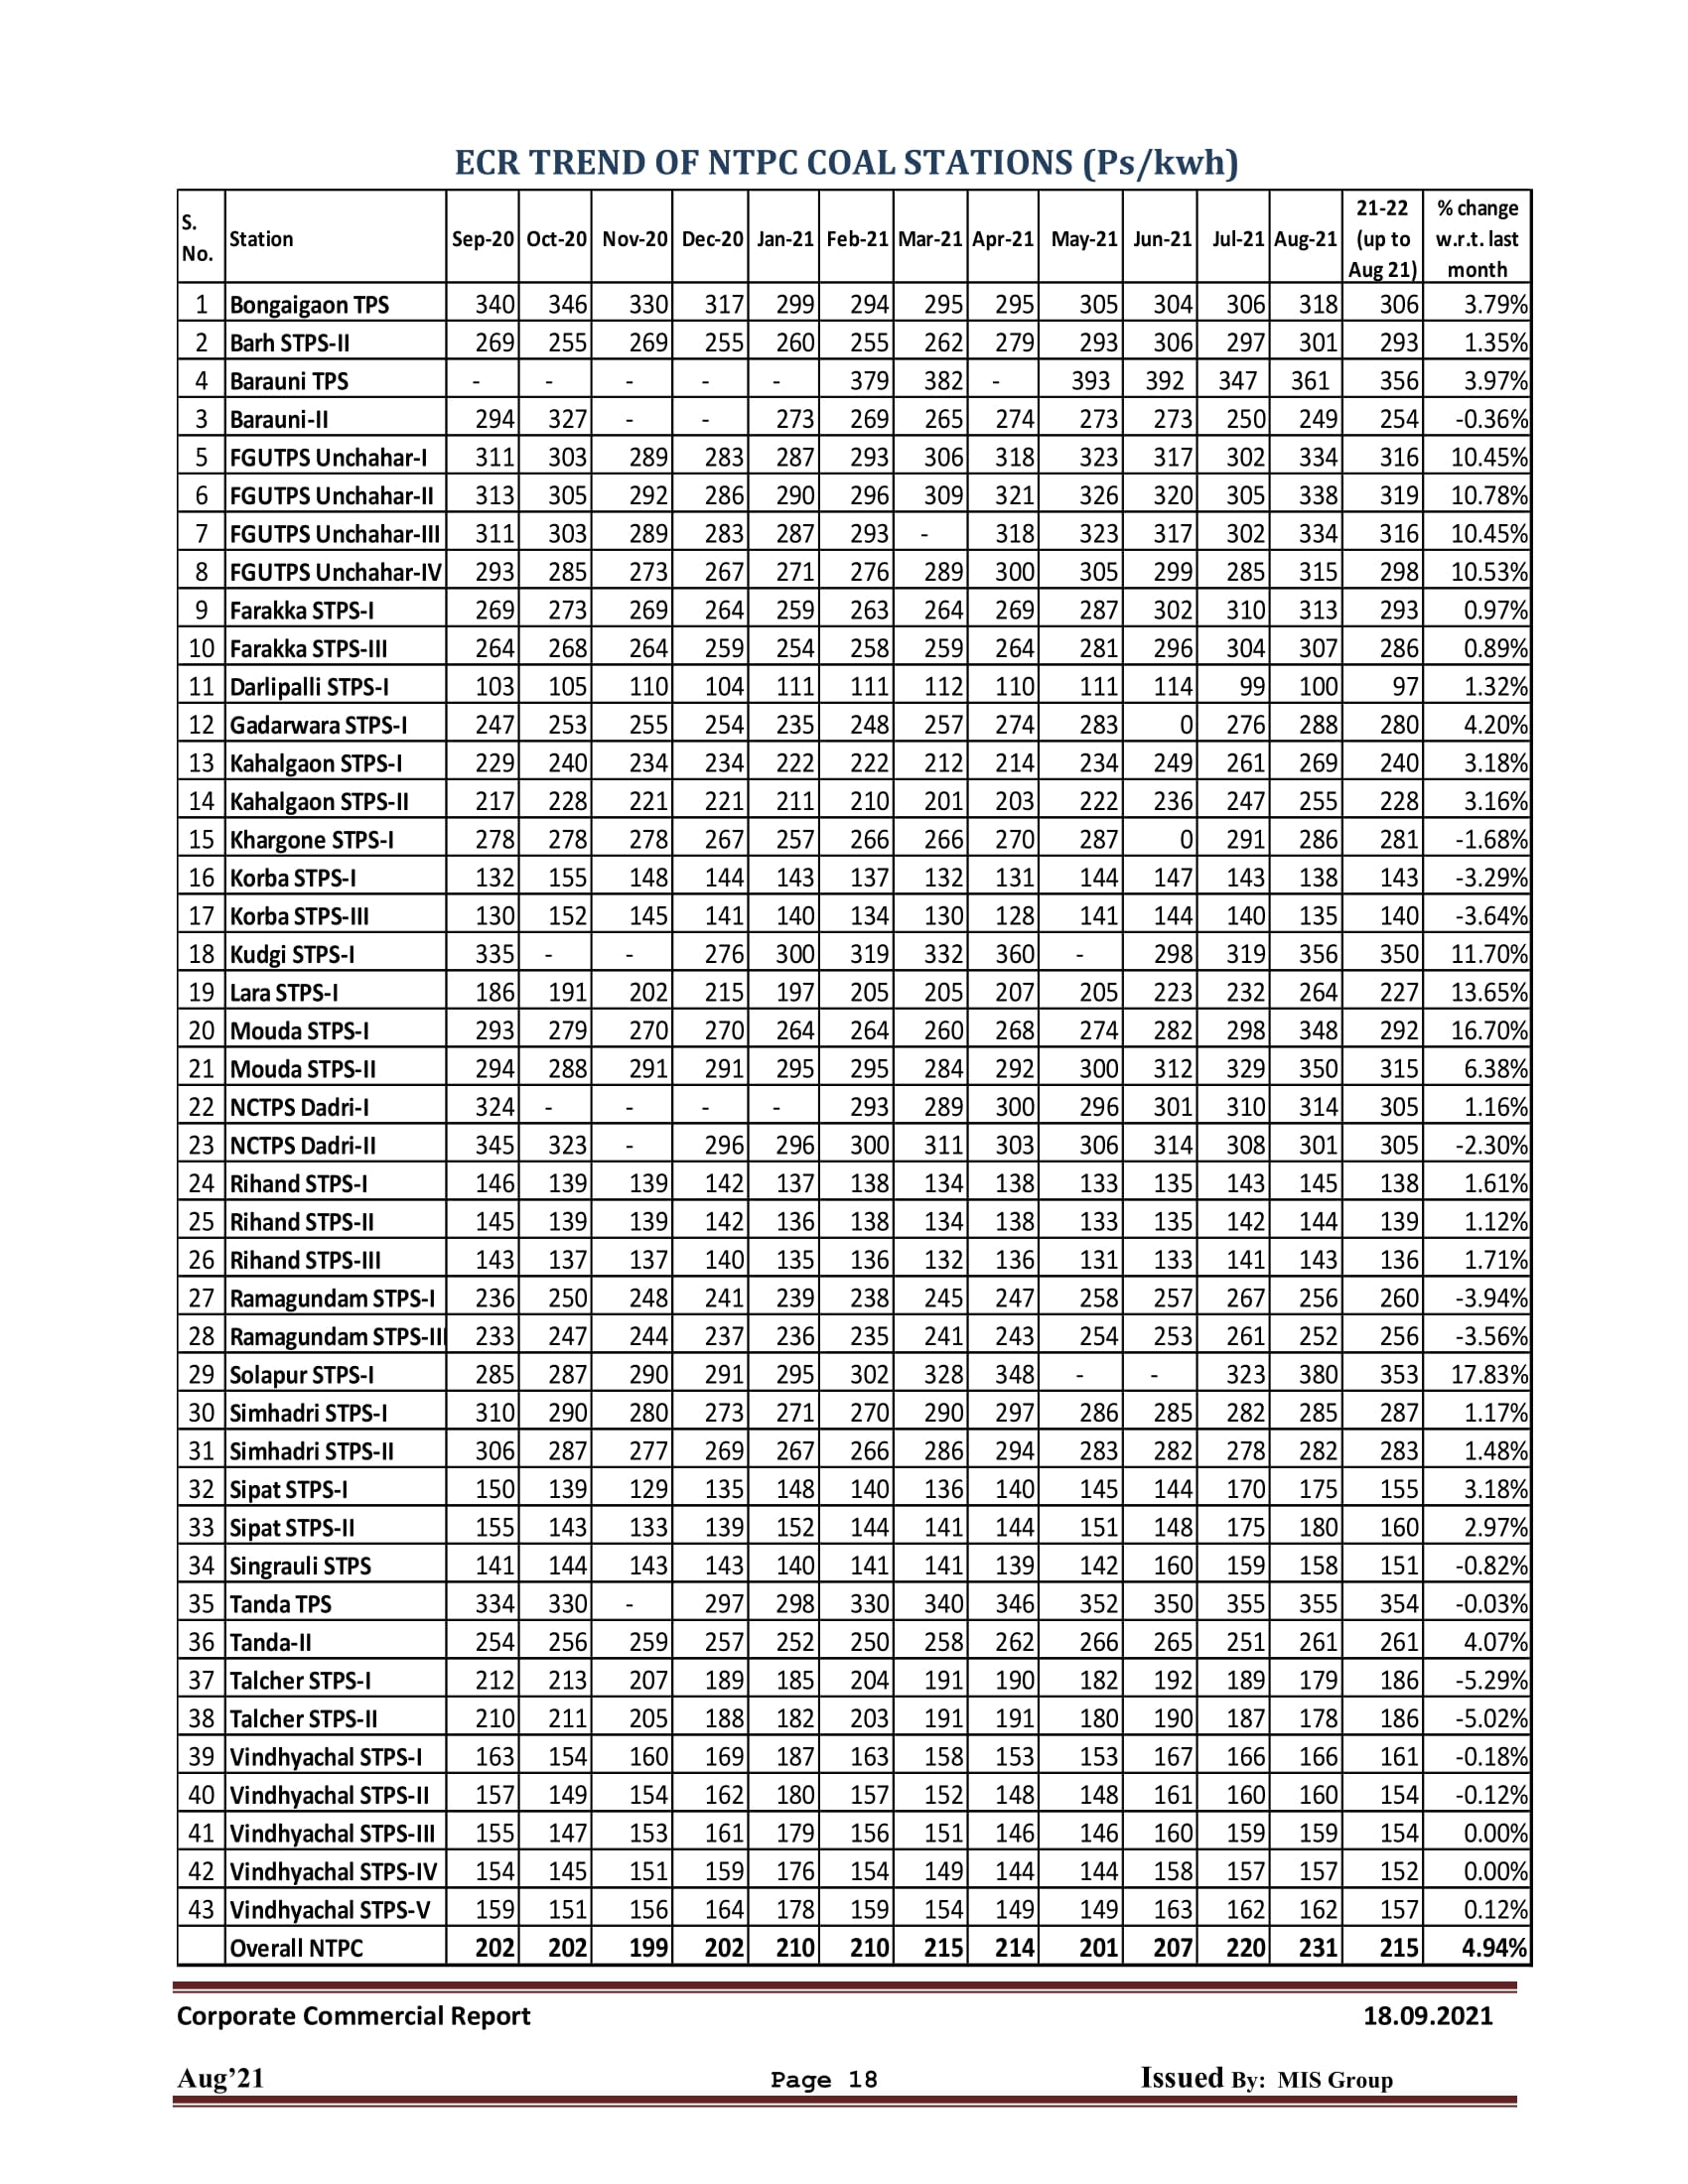 ECR TREND OF NTPC COAL STATIONS (Ps/kwh)
S. No. Station Sep-20 Oct-20 Nov-20 Dec-20 Jan-21 Feb-21 Mar-21 Apr-21 May-21 Jun-21 Jul-21 Aug-21 21-22 (up to Aug 21) % change w.r.t. last month
1 Bongaigaon TPS 340 346 330 317 299 294 295 295 305 304 306 318 306 3.79%
2 Barh STPS-II 269 255 269 255 260 255 262 279 293 306 297 301 293 1.35%
4 Barauni TPS - - - - - 379 382 - 393 392 347 361 356 3.97%
3 Barauni-II 294 327 - - 273 269 265 274 273 273 250 249 254 -0.36%
5 FGUTPS Unchahar-I 311 303 289 283 287 293 306 318 323 317 302 334 316 10.45%
6 FGUTPS Unchahar-II 313 305 292 286 290 296 309 321 326 320 305 338 319 10.78%
7 FGUTPS Unchahar-III 311 303 289 283 287 293 - 318 323 317 302 334 316 10.45%
8 FGUTPS Unchahar-IV 293 285 273 267 271 276 289 300 305 299 285 315 298 10.53%
9 Farakka STPS-I 269 273 269 264 259 263 264 269 287 302 310 313 293 0.97%
10 Farakka STPS-III 264 268 264 259 254 258 259 264 281 296 304 307 286 0.89%
11 Darlipalli STPS-I 103 105 110 104 111 111 112 110 111 114 99 100 97 1.32%
12 Gadarwara STPS-I 247 253 255 254 235 248 257 274 283 0 276 288 280 4.20%
13 Kahalgaon STPS-I 229 240 234 234 222 222 212 214 234 249 261 269 240 3.18%
14 Kahalgaon STPS-II 217 228 221 221 211 210 201 203 222 236 247 255 228 3.16%
15 Khargone STPS-I 278 278 278 267 257 266 266 270 287 0 291 286 281 -1.68%
16 Korba STPS-I 132 155 148 144 143 137 132 131 144 147 143 138 143 -3.29%
17 Korba STPS-III 130 152 145 141 140 134 130 128 141 144 140 135 140 -3.64%
18 Kudgi STPS-I 335 - - 276 300 319 332 360 - 298 319 356 350 11.70%
19 Lara STPS-I 186 191 202 215 197 205 205 207 205 223 232 264 227 13.65%
20 Mouda STPS-I 293 279 270 270 264 264 260 268 274 282 298 348 292 16.70%
21 Mouda STPS-II 294 288 291 291 295 295 284 292 300 312 329 350 315 6.38%
22 NCTPS Dadri-I 324 - - - - 293 289 300 296 301 310 314 305 1.16%
23 NCTPS Dadri-II 345 323 - 296 296 300 311 303 306 314 308 301 305 -2.30%
24 Rihand STPS-I 146 139 139 142 137 138 134 138 133 135 143 145 138 1.61%
25 Rihand STPS-II 145 139 139 142 136 138 134 138 133 135 142 144 139 1.12%
26 Rihand STPS-III 143 137 137 140 135 136 132 136 131 133 141 143 136 1.71%
27 Ramagundam STPS-I 236 250 248 241 239 238 245 247 258 257 267 256 260 -3.94%
28 Ramagundam STPS-III 233 247 244 237 236 235 241 243 254 253 261 252 256 -3.56%
29 Solapur STPS-I 285 287 290 291 295 302 328 348 - - 323 380 353 17.83%
30 Simhadri STPS-I 310 290 280 273 271 270 290 297 286 285 282 285 287 1.17%
31 Simhadri STPS-II 306 287 277 269 267 266 286 294 283 282 278 282 283 1.48%
32 Sipat STPS-I 150 139 129 135 148 140 136 140 145 144 170 175 155 3.18%
33 Sipat STPS-II 155 143 133 139 152 144 141 144 151 148 175 180 160 2.97%
34 Singrauli STPS 141 144 143 143 140 141 141 139 142 160 159 158 151 -0.82%
35 Tanda TPS 334 330 - 297 298 330 340 346 352 350 355 355 354 -0.03%
36 Tanda-II 254 256 259 257 252 250 258 262 266 265 251 261 261 4.07%
37 Talcher STPS-I 212 213 207 189 185 204 191 190 182 192 189 179 186 -5.29%
38 Talcher STPS-II 210 211 205 188 182 203 191 191 180 190 187 178 186 -5.02%
39 Vindhyachal STPS-I 163 154 160 169 187 163 158 153 153 167 166 166 161 -0.18%
40 Vindhyachal STPS-II 157 149 154 162 180 157 152 148 148 161 160 160 154 -0.12%
41 Vindhyachal STPS-III 155 147 153 161 179 156 151 146 146 160 159 159 154 0.00%
42 Vindhyachal STPS-IV 154 145 151 159 176 154 149 144 144 158 157 157 152 0.00%
43 Vindhyachal STPS-V 159 151 156 164 178 159 154 149 149 163 162 162 157 0.12%
Overall NTPC 202 202 199 202 210 210 215 214 201 207 220 231 215 4.94%
Corporate Commercial Report 18.09.2021
Aug’21 Page 18 Issued By: MIS Group